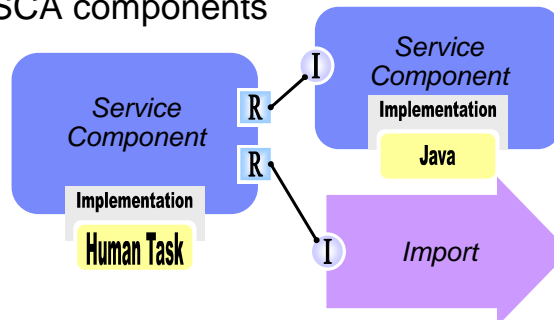 SCA components
Service
Component
Implementation
Human Task
R
R
I
Service
Component
Implementation
Java
I
Import